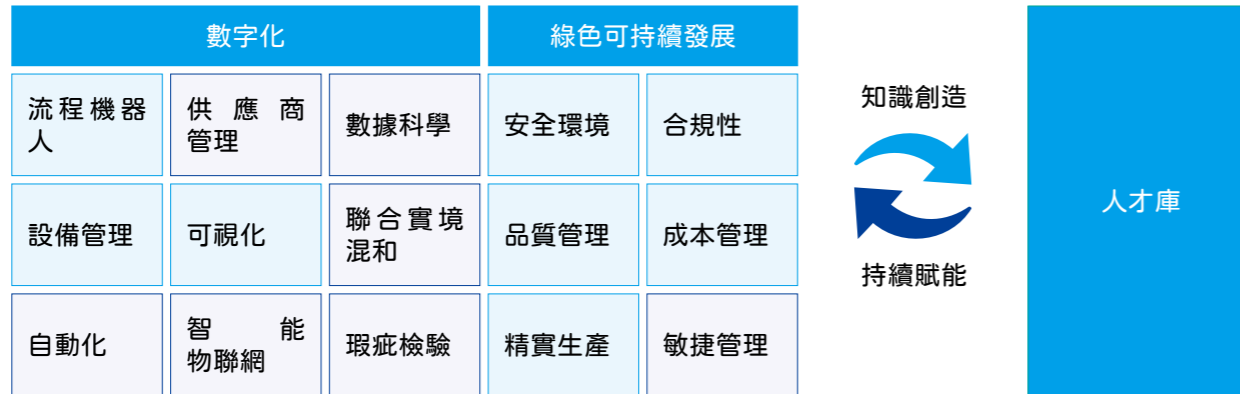 數字化
綠色可持續發展
流程機器
人
供應商
管理
數據科學
安全環境
合規性
設備管理
可視化
聯合實境
混和
品質管理
成本管理
自動化
智能
物聯網
瑕疵檢驗
精實生產
敏捷管理
知識創造
持續賦能
人才庫